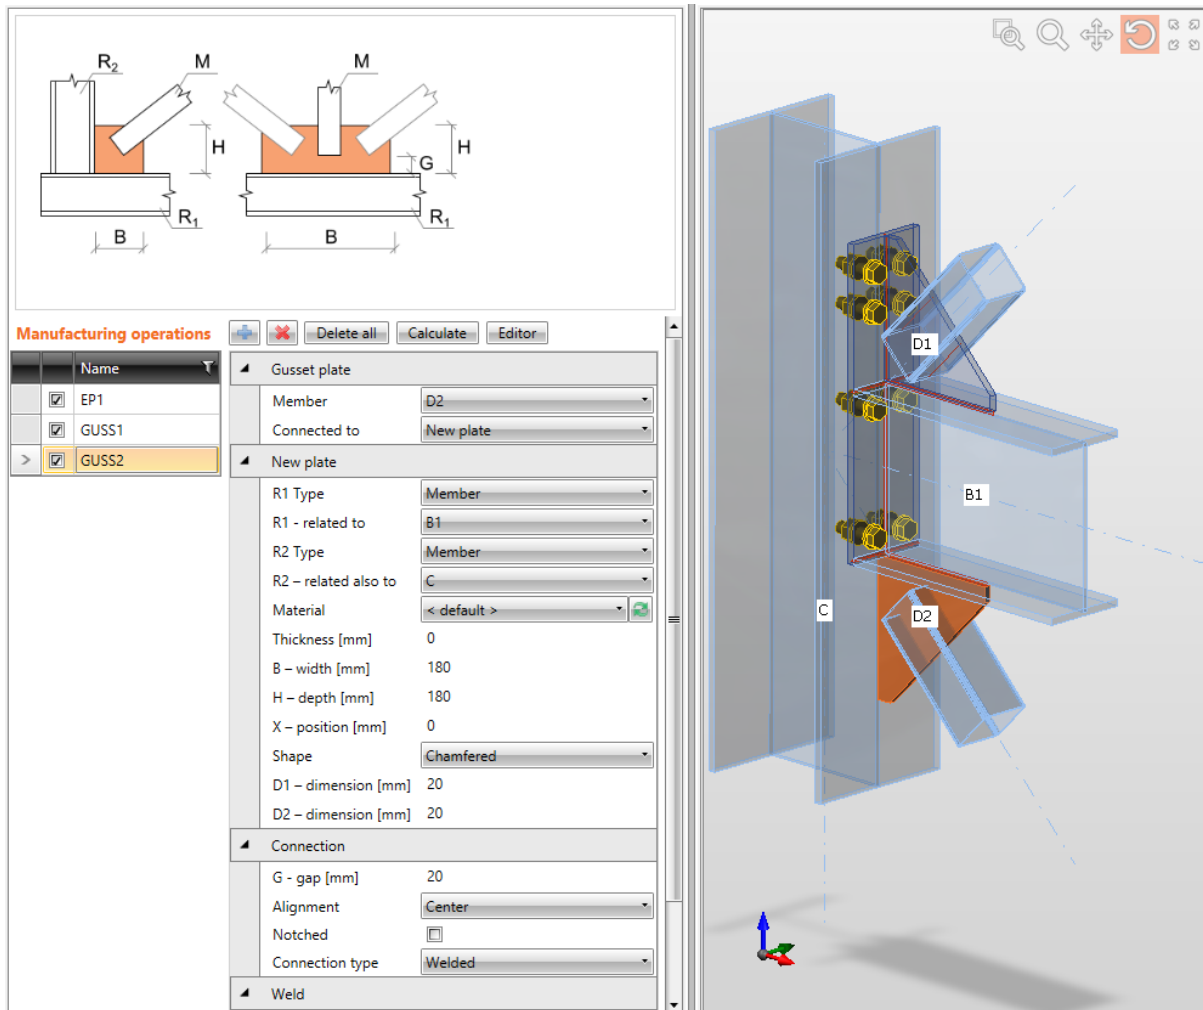 R2 M M
H G H
R1 R1
B B
Manufacturing operations Delete all Calculate Editor
Name
EP1
GUSS1
> GUSS2
Gusset plate
Member D2
Connected to New plate
New plate
R1 Type Member
R1 - related to B1
R2 Type Member
R2 – related also to C
Material < default >
Thickness [mm] 0
B – width [mm] 180
H – depth [mm] 180
X – position [mm] 0
Shape Chamfered
D1 – dimension [mm] 20
D2 – dimension [mm] 20
Connection
G - gap [mm] 20
Alignment Center
Notched
Connection type Welded
Weld
D1
B1
C
D2